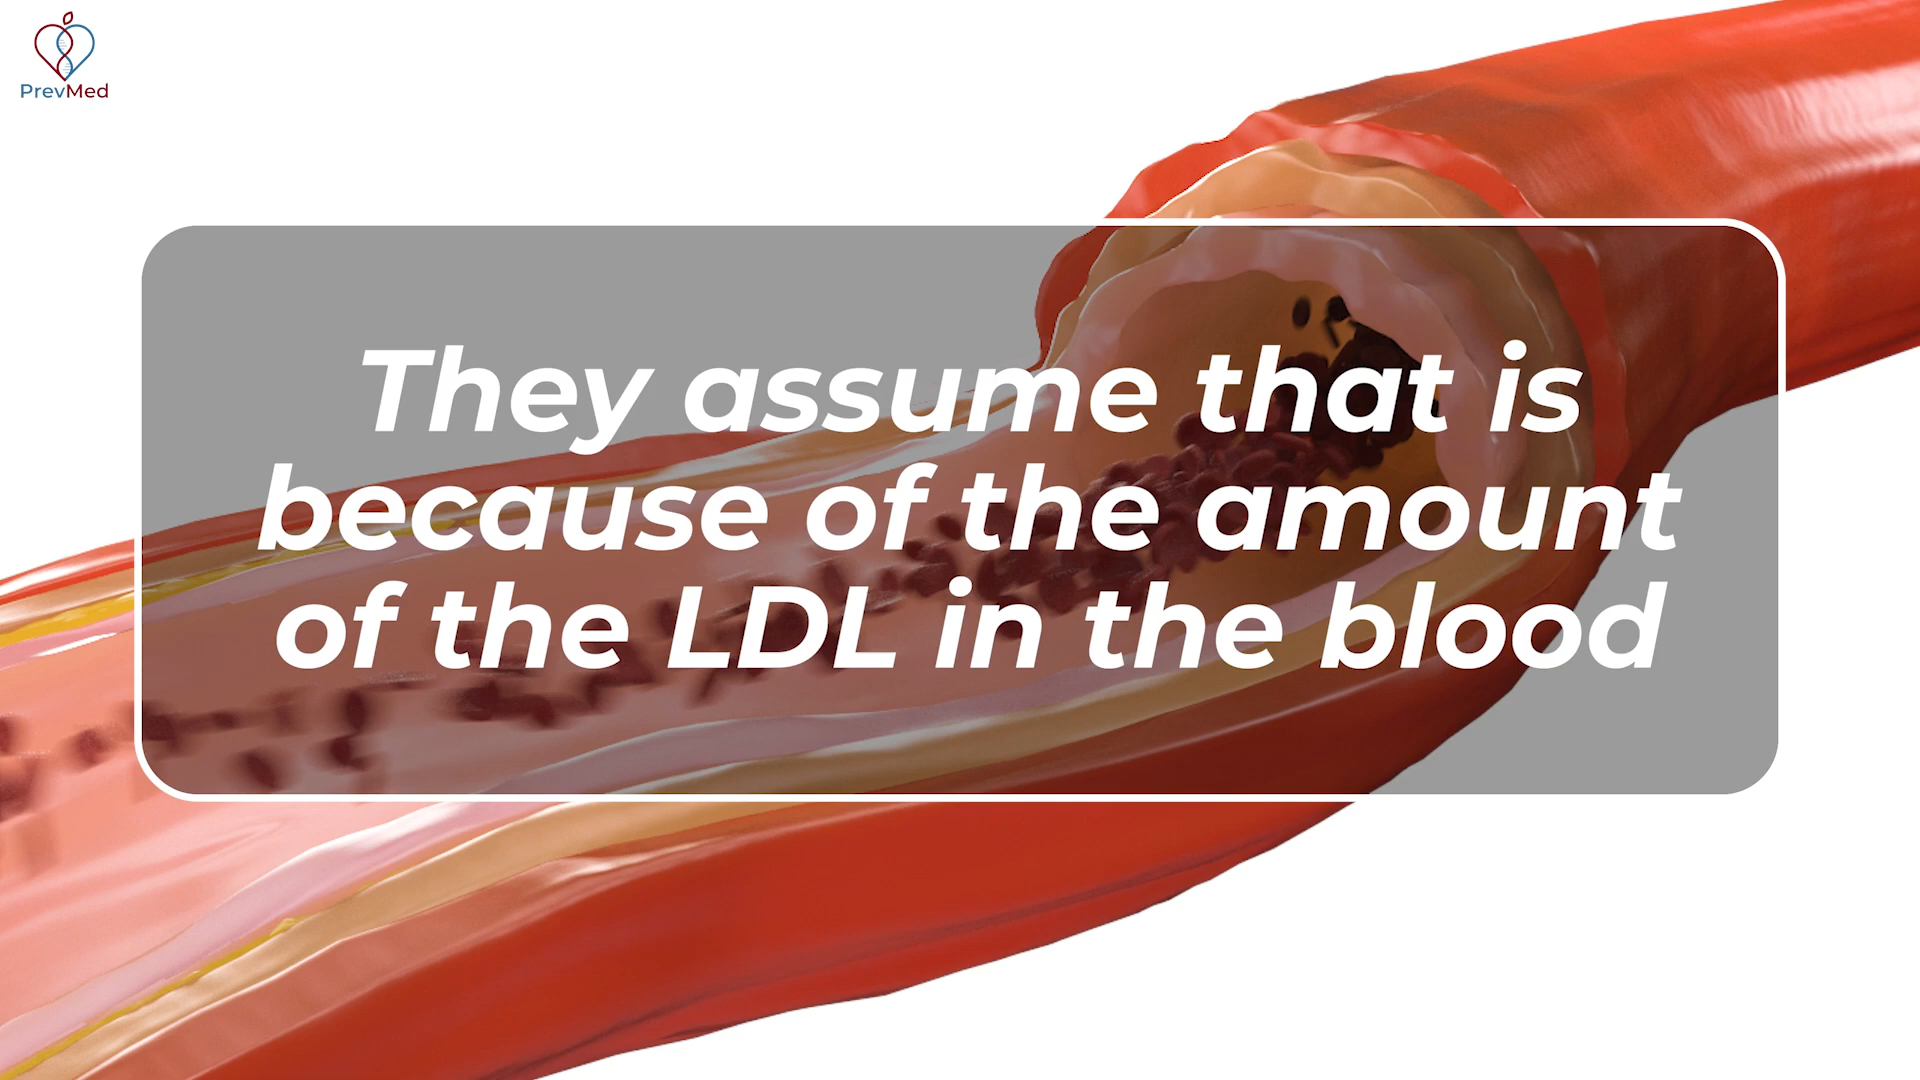 PrevMed
They assume that is
because of the amount
of the LDL in the blood